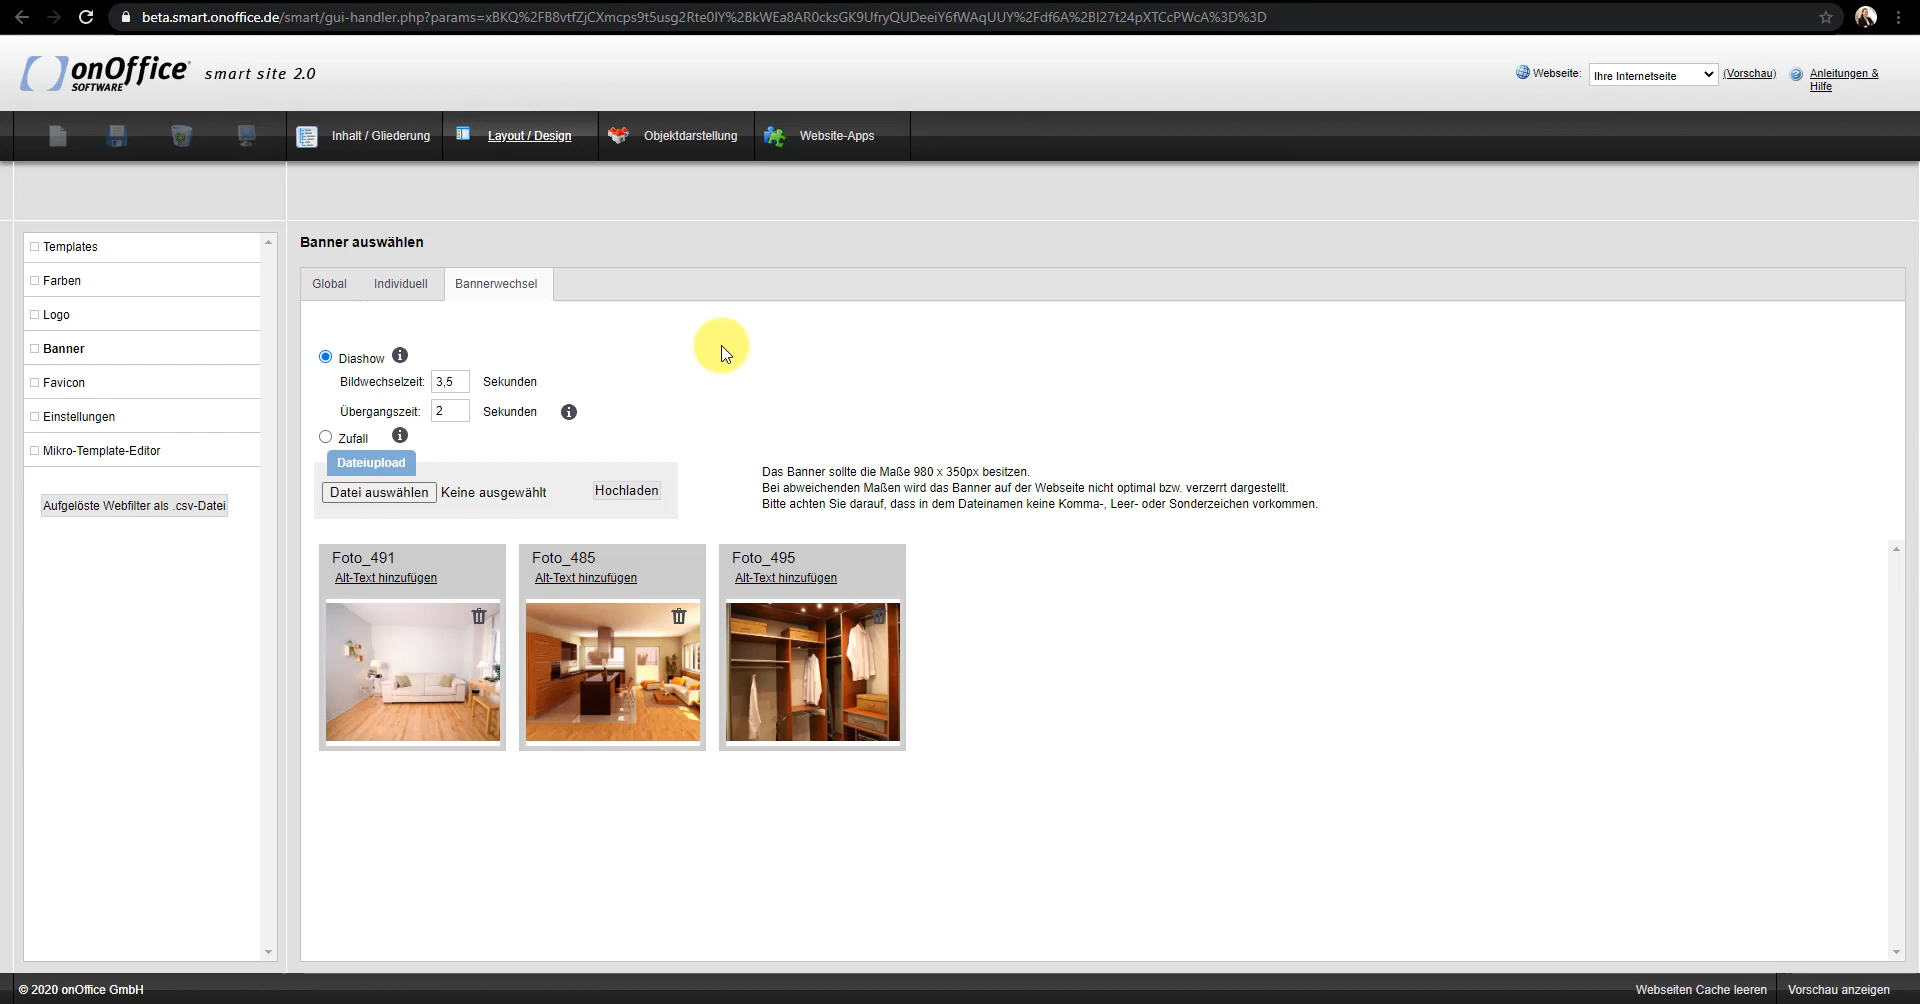 beta.smart.onoffice.de/smart/gui-handler.php?params=xBKQ%2FB8vtfZjCXmcps9t5usg2Rte0IY%2BkWEa8AR0cksGK9UfryQUDeeiY6fWAqUUY%2Fdf6A%2BI27t24pXTCcPWcA%3D%3D
onOffice
SOFTWARE
smart site 2.0
Webseite:
Ihre Internetseite
(Vorschau)
Anleitungen &
Hilfe
Inhalt / Gliederung
Layout / Design
Objektdarstellung
Website-Apps
Templates
Farben
Logo
Banner
Favicon
Einstellungen
Mikro-Template-Editor
Aufgelöste Webfilter als .csv-Datei
Banner auswählen
Global
Individuell
Bannerwechsel
Diashow
Bildwechselzeit: 3,5 Sekunden
Übergangszeit: 2 Sekunden
Zufall
Dateiupload
Datei auswählen Keine ausgewählt
Hochladen
Das Banner sollte die Maße 980 x 350px besitzen.
Bei abweichenden Maßen wird das Banner auf der Webseite nicht optimal bzw. verzerrt dargestellt.
Bitte achten Sie darauf, dass in dem Dateinamen keine Komma-, Leer- oder Sonderzeichen vorkommen.
Foto_491
Alt-Text hinzufügen
Foto_485
Alt-Text hinzufügen
Foto_495
Alt-Text hinzufügen
© 2020 onOffice GmbH
Webseiten Cache leeren
Vorschau anzeigen